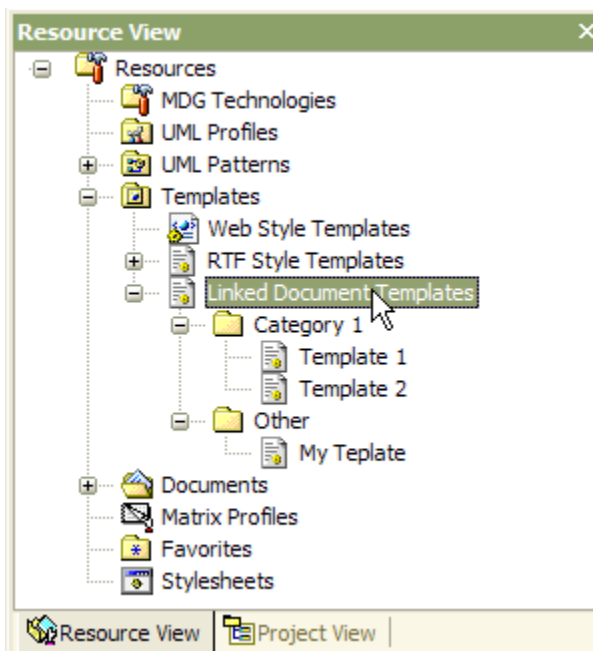 Resource View
Resources
MDG Technologies
UML Profiles
UML Patterns
Templates
Web Style Templates
RTF Style Templates
Linked Document Templates
Category 1
Template 1
Template 2
Other
My Teplate
Documents
Matrix Profiles
Favorites
Stylesheets
Resource View Project View